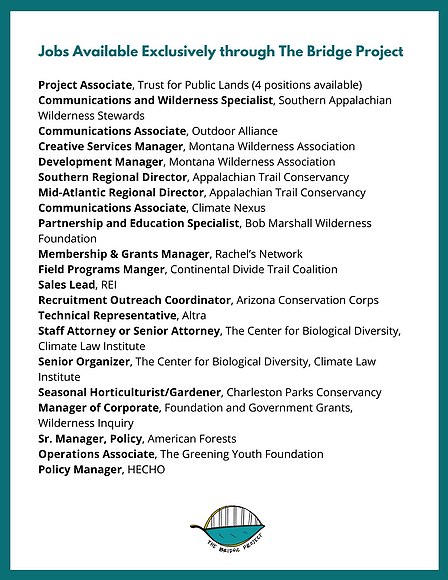 Jobs Available Exclusively through The Bridge Project
Project Associate, Trust for Public Lands (4 positions available)
Communications and Wilderness Specialist, Southern Appalachian
Wilderness Stewards
Communications Associate, Outdoor Alliance
Creative Services Manager, Montana Wilderness Association
Development Manager, Montana Wilderness Association
Southern Regional Director, Appalachian Trail Conservancy
Mid-Atlantic Regional Director, Appalachian Trail Conservancy
Communications Associate, Climate Nexus
Partnership and Education Specialist, Bob Marshall Wilderness
Foundation
Membership & Grants Manager, Rachel's Network
Field Programs Manger, Continental Divide Trail Coalition
Sales Lead, REI
Recruitment Outreach Coordinator, Arizona Conservation Corps
Technical Representative, Altra
Staff Attorney or Senior Attorney, The Center for Biological Diversity,
Climate Law Institute
Senior Organizer, The Center for Biological Diversity, Climate Law
Institute
Seasonal Horticulturist/Gardener, Charleston Parks Conservancy
Manager of Corporate, Foundation and Government Grants,
Wilderness Inquiry
Sr. Manager, Policy, American Forests
Operations Associate, The Greening Youth Foundation
Policy Manager, HECHO
THE BRIDGE PROJECT